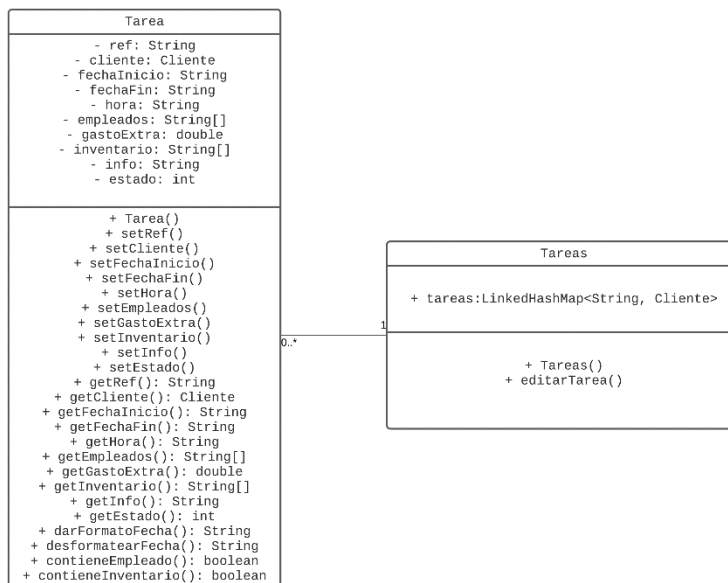 Tarea
- ref: String
- cliente: Cliente
- fechaInicio: String
- fechaFin: String
- hora: String
- empleados: String[]
- gastoExtra: double
- inventario: String[]
- info: String
- estado: int
+ Tarea()
+ setRef()
+ setCliente()
+ setFechaInicio()
+ setFechaFin()
+ setHora()
+ setEmpleados()
+ setGastoExtra()
+ setInventario()
+ setInfo()
+ setEstado()
+ getRef(): String
+ getCliente(): Cliente
+ getFechaInicio(): String
+ getFechaFin(): String
+ getHora(): String
+ getEmpleados(): String[]
+ getGastoExtra(): double
+ getInventario(): String[]
+ getInfo(): String
+ getEstado(): int
+ darFormatoFecha(): String
+ desformatearFecha(): String
+ contieneEmpleado(): boolean
+ contieneInventario(): boolean
0..*
1
Tareas
+ tareas:LinkedHashMap<String, Cliente>
+ Tareas()
+ editarTarea()